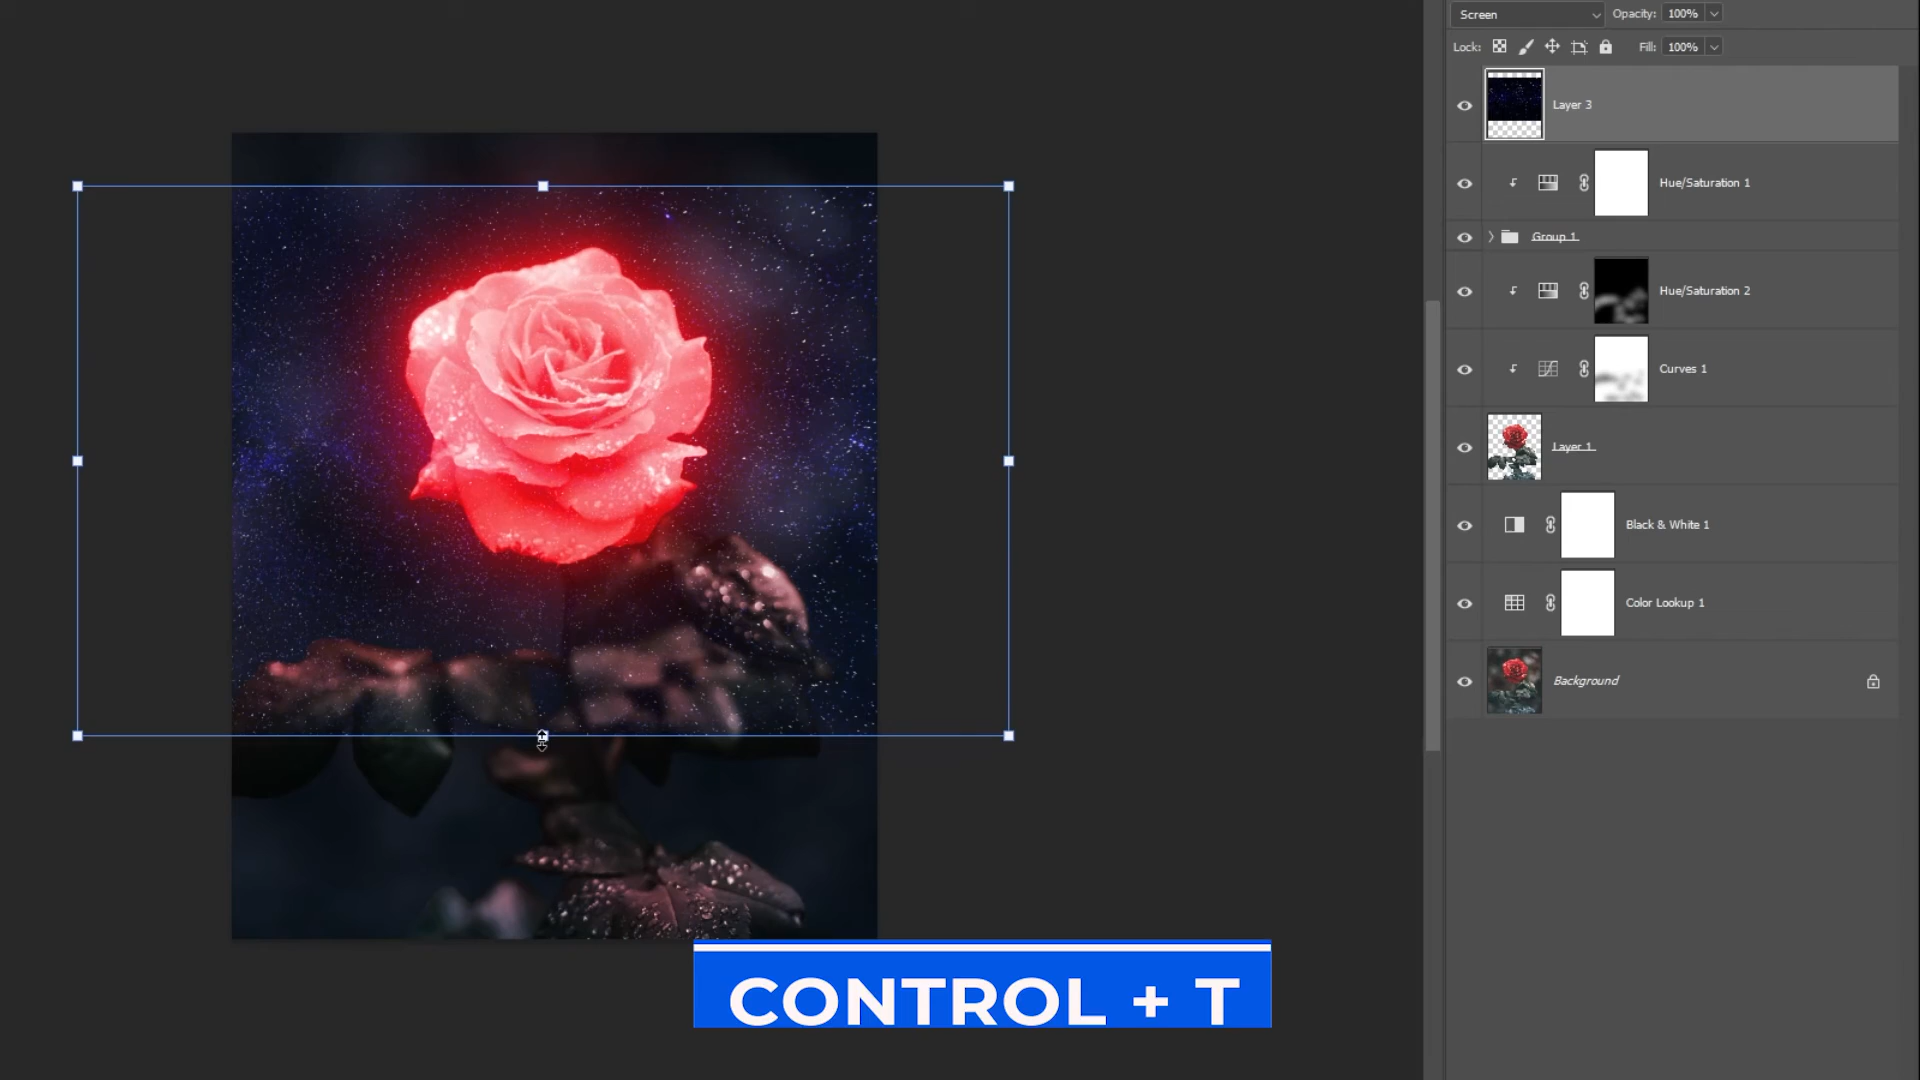 Screen
Opacity: 100%
Lock:
Fill: 100%
Layer 3
Hue/Saturation 1
Group 1
Hue/Saturation 2
Curves 1
Layer 1
Black & White 1
Color Lookup 1
Background
CONTROL + T